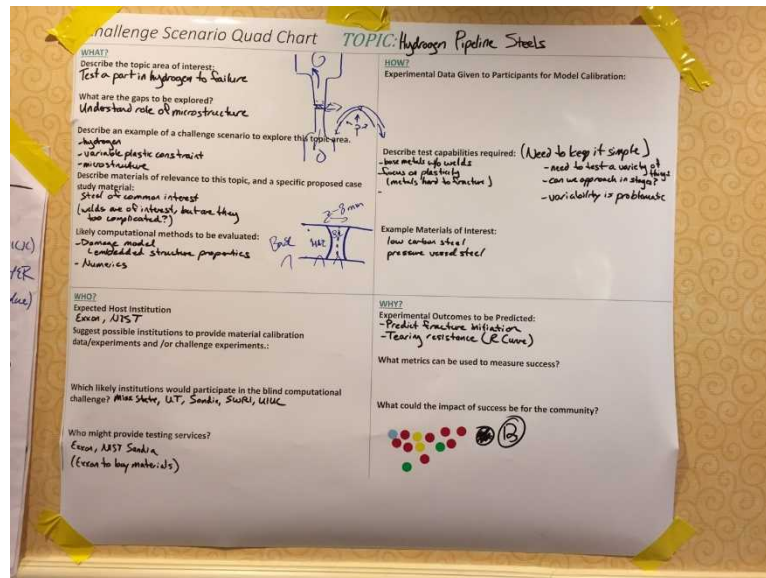 Challenge Scenario Quad Chart TOPIC: Hydrogen Pipeline Steels
WHAT?
Describe the topic area of interest:
Test a part in hydrogen to failure
What are the gaps to be explored?
Understand role of microstructure
Describe an example of a challenge scenario to explore this topic area.
-hydrogen
-variable plastic constraint
-microstructure
Describe materials of relevance to this topic, and a specific proposed case
study material:
Steel of common interest
(welds are of interest, but are they
too complicated?)
Likely computational methods to be evaluated:
-Damage model
embedded structure properties
-Numerics
~8mm
Base
HAZ
HOW?
Experimental Data Given to Participants for Model Calibration:
Describe test capabilities required: (Need to keep it simple)
-base metals w/o welds
-focus on plasticity
(metals hard to fracture)
-
-need to test a variety of things
-can we approach in stages?
-variability is problematic
Example Materials of Interest:
low carbon steel
pressure vessel steel
WHO?
Expected Host Institution
Exxon, NIST
Suggest possible institutions to provide material calibration
data/experiments and /or challenge experiments.:
Which likely institutions would participate in the blind computational
challenge? Miss State, UT, Sandia, SWRI, UIUC
Who might provide testing services?
Exxon, NIST Sandia
(Exxon to buy materials)
WHY?
Experimental Outcomes to be Predicted:
-Predict fracture initiation
-Tearing resistance (R Curve)
What metrics can be used to measure success?
What could the impact of success be for the community?
B